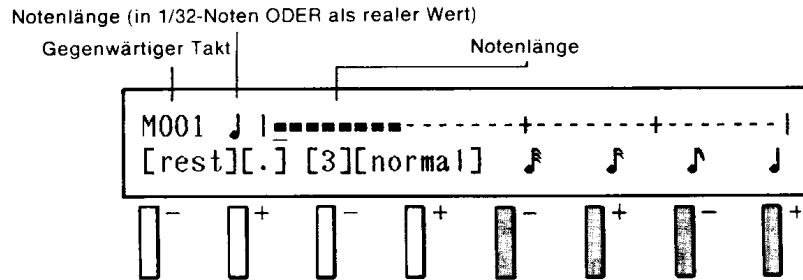 Notenlänge (in 1/32-Noten ODER als realer Wert)
Gegenwärtiger Takt
Notenlänge
M001 ♩ |■■■■■■■■--------+-------+-------|
[rest][.] [3][normal] 𝅘𝅥𝅰 𝅘𝅥𝅯 ♪ ♩
- + - + - + - +